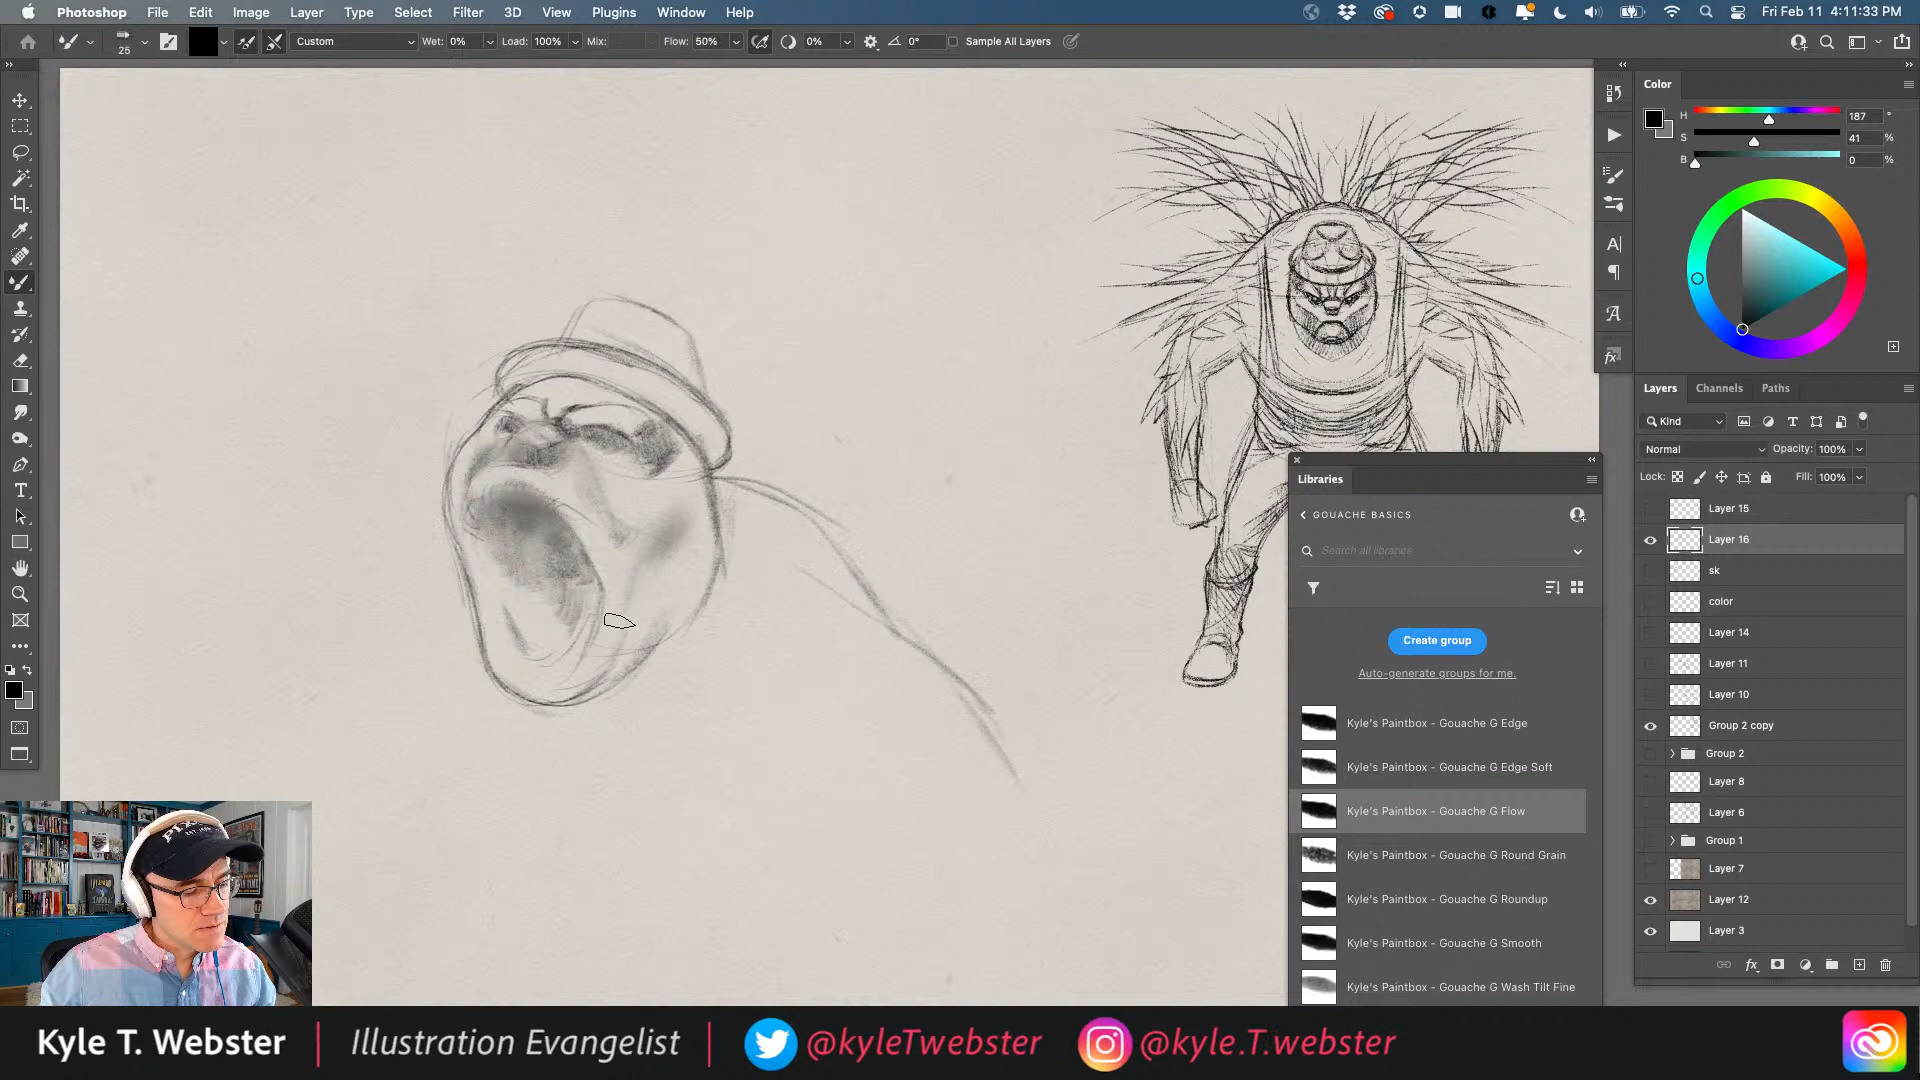 Photoshop File Edit Image Layer Type Select Filter 3D View Plugins Window Help Fri Feb 11 4:11:33 PM
25 Custom Wet: 0% Load: 100% Mix: Flow: 50% 0% 0° Sample All Layers
Color
H 187 °
S 41 %
B 0 %
Layers Channels Paths
Kind
Normal Opacity: 100%
Lock: Fill: 100%
Layer 15
Layer 16
sk
color
Layer 14
Layer 11
Layer 10
Group 2 copy
Group 2
Layer 8
Layer 6
Group 1
Layer 7
Layer 12
Layer 3
Libraries
GOUACHE BASICS
Search all libraries
Create group
Auto-generate groups for me.
Kyle's Paintbox - Gouache G Edge
Kyle's Paintbox - Gouache G Edge Soft
Kyle's Paintbox - Gouache G Flow
Kyle's Paintbox - Gouache G Round Grain
Kyle's Paintbox - Gouache G Roundup
Kyle's Paintbox - Gouache G Smooth
Kyle's Paintbox - Gouache G Wash Tilt Fine
Kyle T. Webster | Illustration Evangelist | @kyleTwebster @kyle.T.webster